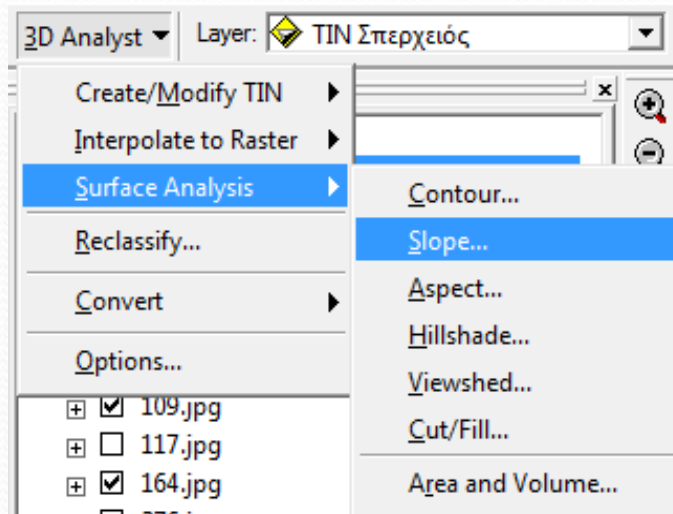 3D Analyst Layer: TIN Σπερχειός
Create/Modify TIN
Interpolate to Raster
Surface Analysis
Reclassify...
Convert
Options...
Contour...
Slope...
Aspect...
Hillshade...
Viewshed...
Cut/Fill...
Area and Volume...
109.jpg
117.jpg
164.jpg